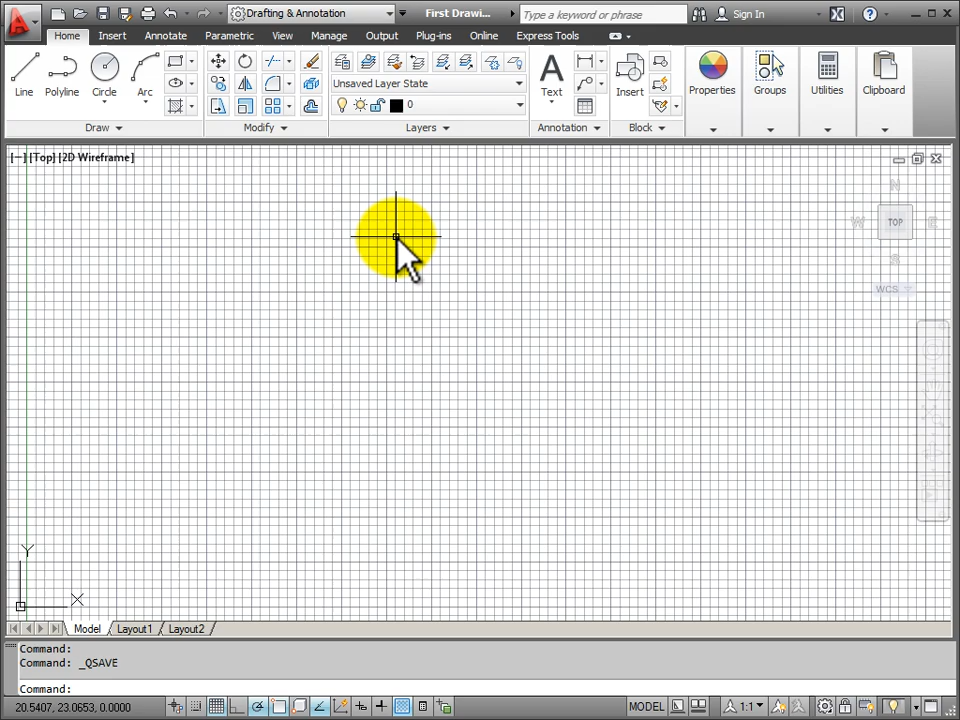 Drafting & Annotation
First Drawi...
Type a keyword or phrase
Sign In
Home Insert Annotate Parametric View Manage Output Plug-ins Online Express Tools
Line Polyline Circle Arc
Unsaved Layer State
0
Text Insert Properties Groups Utilities Clipboard
Draw Modify Layers Annotation Block
[−] [Top] [2D Wireframe]
N
W TOP E
S
WCS
Y
X
Model Layout1 Layout2
Command:
Command: _QSAVE
Command:
20.5407, 23.0653, 0.0000
MODEL 1:1